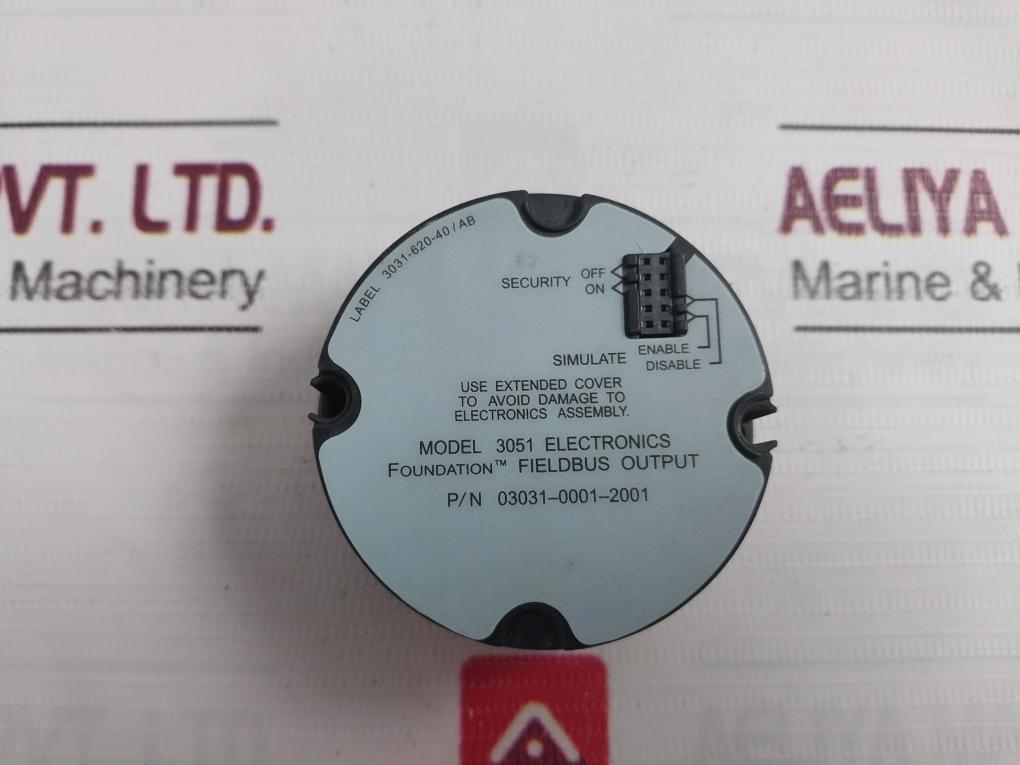 PVT. LTD.
Machinery
AELIYA
Marine &
LABEL 3031-620-40 / AB
SECURITY OFF
ON
SIMULATE ENABLE
DISABLE
USE EXTENDED COVER
TO AVOID DAMAGE TO
ELECTRONICS ASSEMBLY.
MODEL 3051 ELECTRONICS
FOUNDATION™ FIELDBUS OUTPUT
P/N 03031–0001–2001